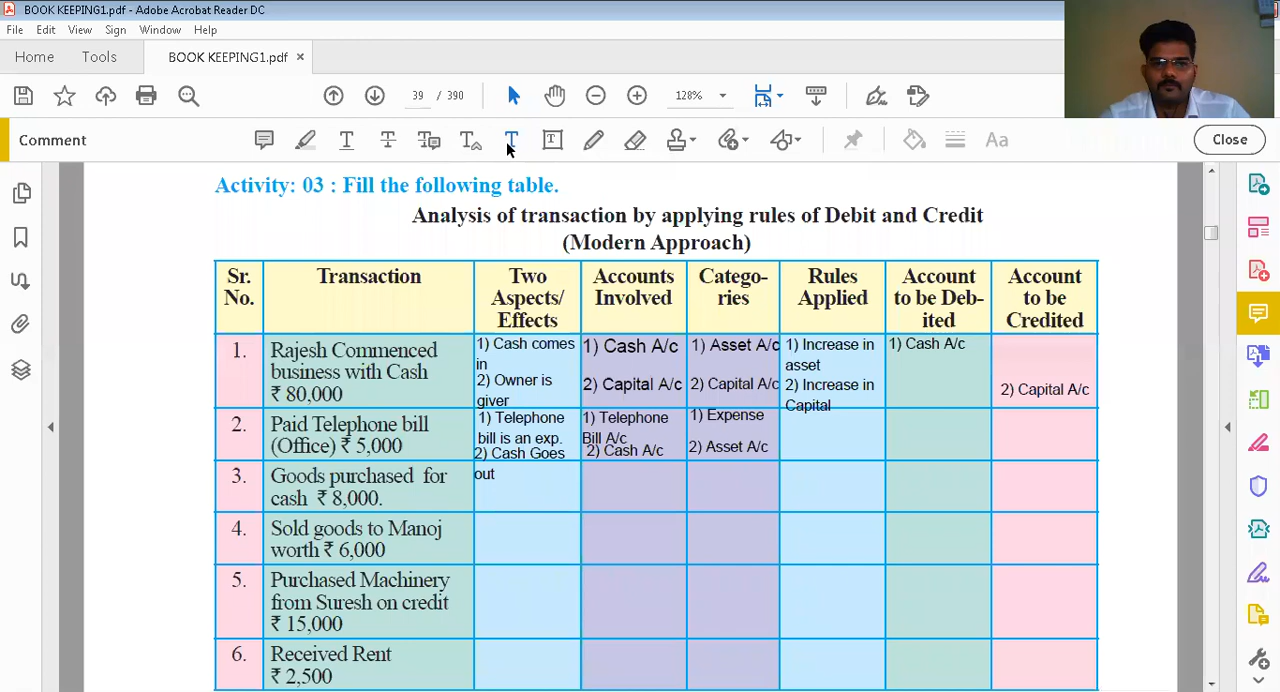 BOOK KEEPING1.pdf - Adobe Acrobat Reader DC
File Edit View Window Sign Help
Home Tools BOOK KEEPING1.pdf ×
39 / 390 128%
Comment
Close
Activity: 03 : Fill the following table.
Analysis of transaction by applying rules of Debit and Credit
(Modern Approach)
Sr. No.
Transaction
Two
Aspects/
Effects
Accounts
Involved
Catego-
ries
Rules
Applied
Account
to be Deb-
ited
Account
to be
Credited
1.
Rajesh Commenced
business with Cash
₹ 80,000
1) Cash comes
in
2) Owner is
giver
1) Cash A/c
2) Capital A/c
1) Asset A/c
2) Capital A/c
1) Increase in
asset
2) Increase in
Capital
1) Cash A/c
2) Capital A/c
2.
Paid Telephone bill
(Office) ₹ 5,000
1) Telephone
bill is an exp.
2) Cash Goes
out
1) Telephone
Bill A/c
2) Cash A/c
1) Expense
2) Asset A/c
3.
Goods purchased for
cash ₹ 8,000.
4.
Sold goods to Manoj
worth ₹ 6,000
5.
Purchased Machinery
from Suresh on credit
₹ 15,000
6.
Received Rent
₹ 2,500